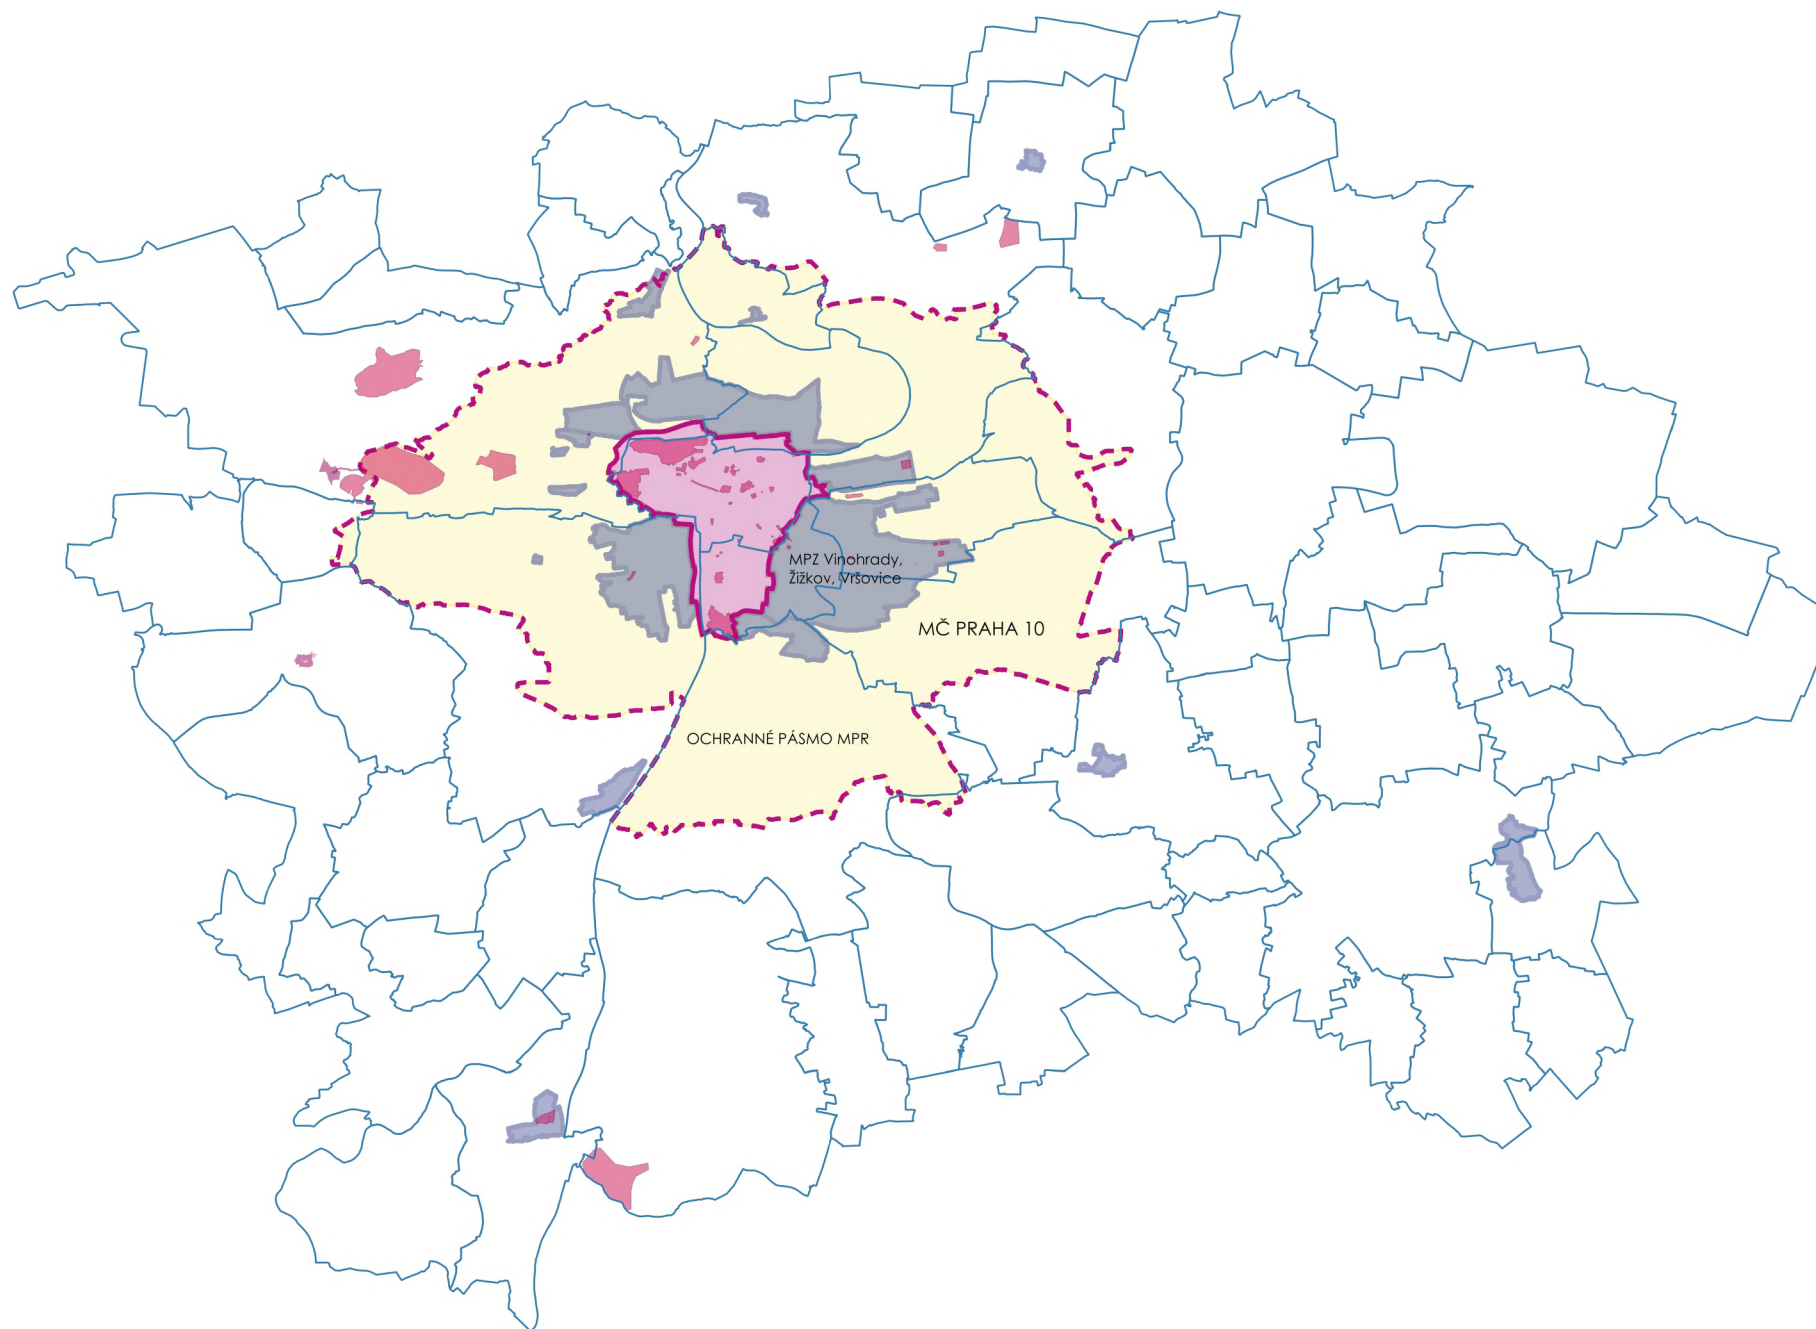 MPZ Vinohrady,
Žižkov, Vršovice
MČ PRAHA 10
OCHRANNÉ PÁSMO MPR